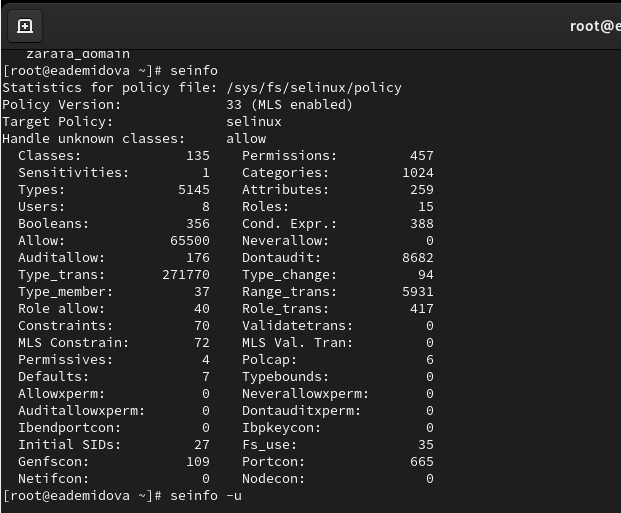 root@e
zarafa_domain
[root@eademidova ~]# seinfo
Statistics for policy file: /sys/fs/selinux/policy
Policy Version: 33 (MLS enabled)
Target Policy: selinux
Handle unknown classes: allow
Classes: 135 Permissions: 457
Sensitivities: 1 Categories: 1024
Types: 5145 Attributes: 259
Users: 8 Roles: 15
Booleans: 356 Cond. Expr.: 388
Allow: 65500 Neverallow: 0
Auditallow: 176 Dontaudit: 8682
Type_trans: 271770 Type_change: 94
Type_member: 37 Range_trans: 5931
Role allow: 40 Role_trans: 417
Constraints: 70 Validatetrans: 0
MLS Constrain: 72 MLS Val. Tran: 0
Permissives: 4 Polcap: 6
Defaults: 7 Typebounds: 0
Allowxperm: 0 Neverallowxperm: 0
Auditallowxperm: 0 Dontauditxperm: 0
Ibendportcon: 0 Ibpkeycon: 0
Initial SIDs: 27 Fs_use: 35
Genfscon: 109 Portcon: 665
Netifcon: 0 Nodecon: 0
[root@eademidova ~]# seinfo -u